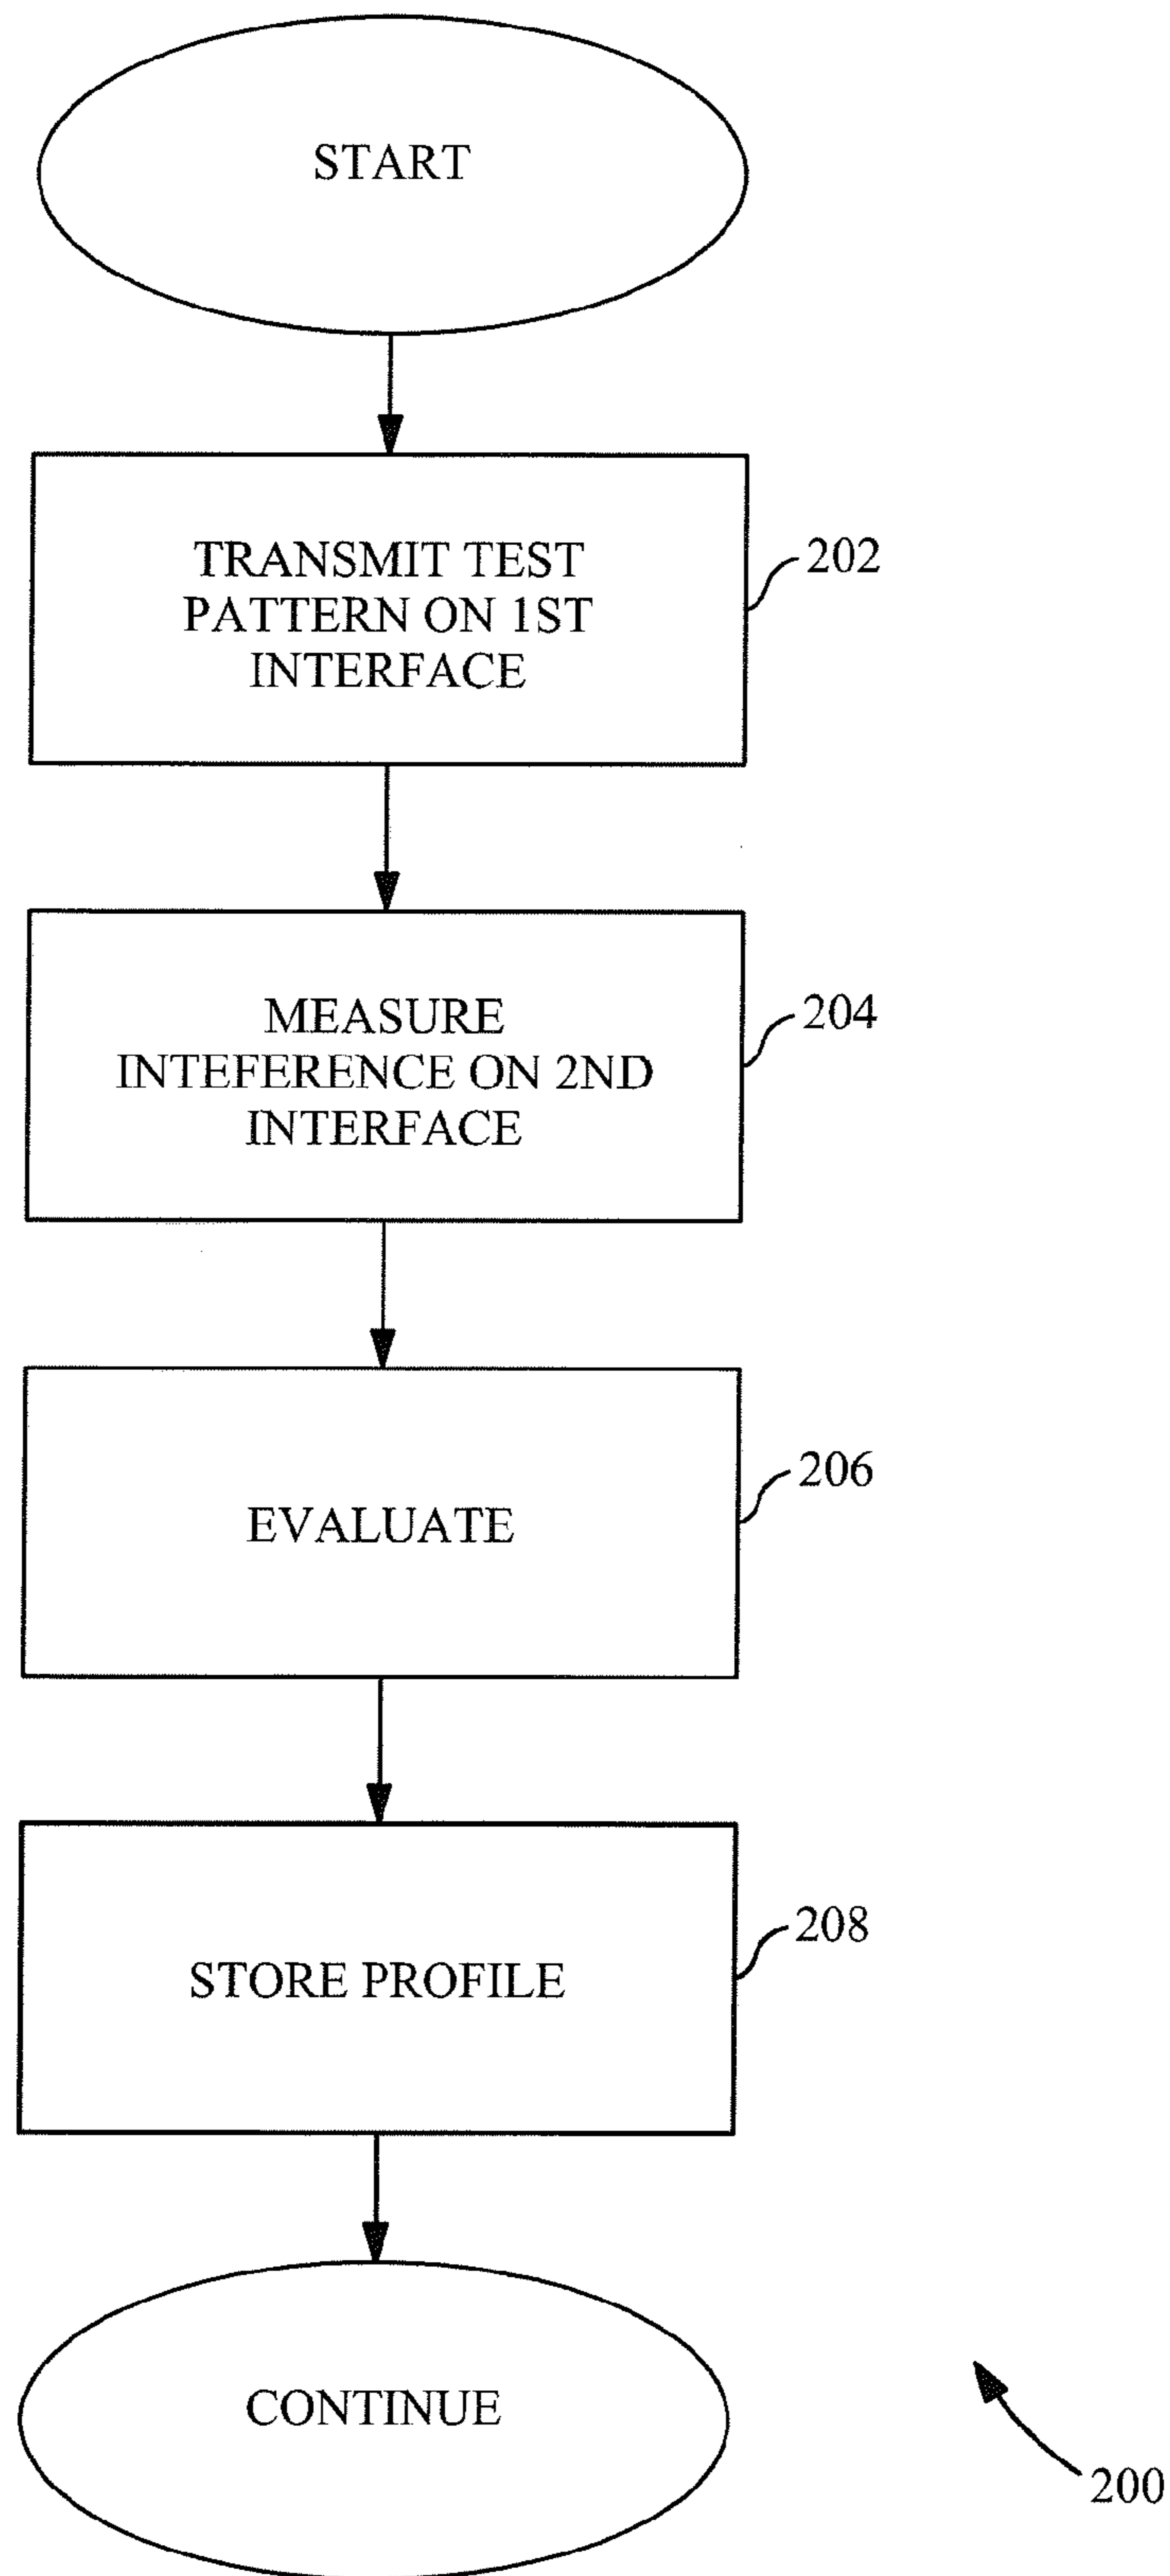 START
TRANSMIT TEST
PATTERN ON 1ST
INTERFACE
202
MEASURE
INTEFERENCE ON 2ND
INTERFACE
204
EVALUATE
206
STORE PROFILE
208
CONTINUE
200